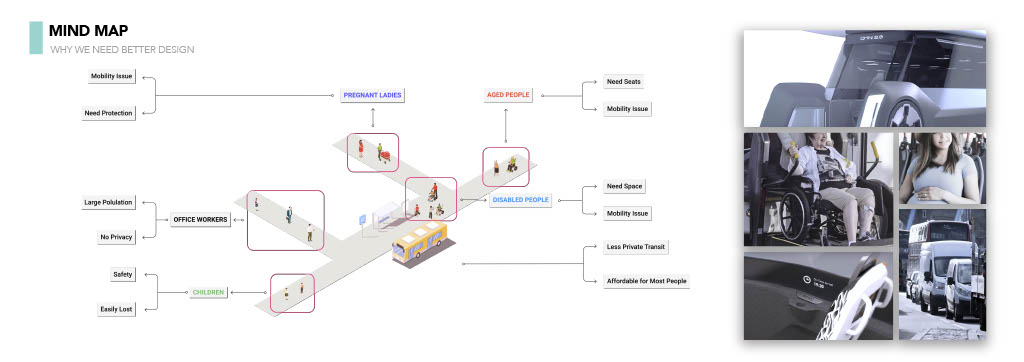 MIND MAP
WHY WE NEED BETTER DESIGN
Mobility Issue
Need Protection
PREGNANT LADIES
AGED PEOPLE
Need Seats
Mobility Issue
Large Polulation
No Privacy
OFFICE WORKERS
DISABLED PEOPLE
Need Space
Mobility Issue
Less Private Transit
Affordable for Most People
Safety
Easily Lost
CHILDREN